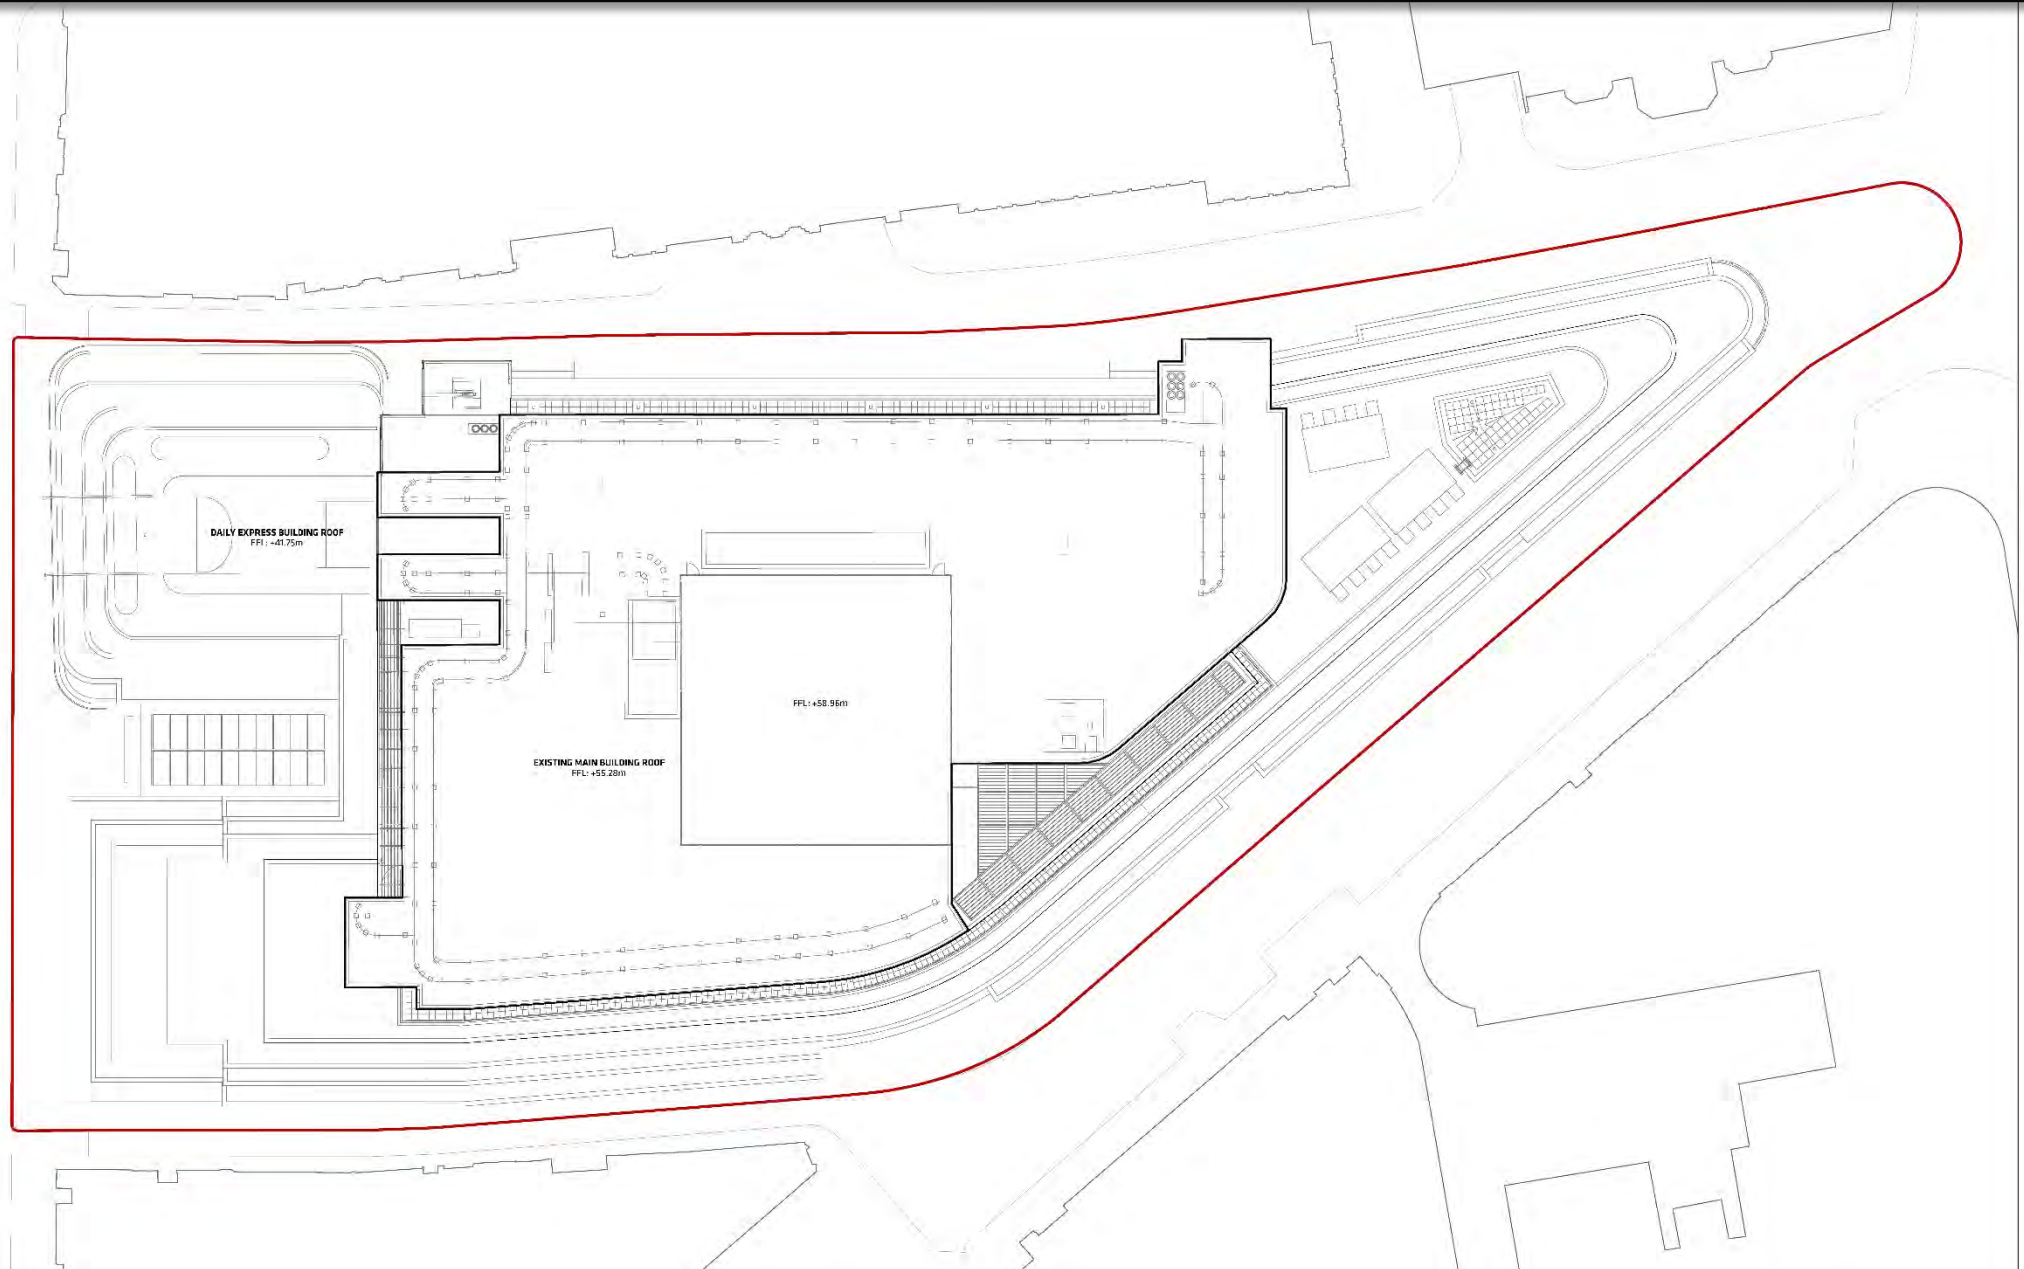 DAILY EXPRESS BUILDING ROOF
FFL: +41.75m
FFL: +58.96m
EXISTING MAIN BUILDING ROOF
FFL: +55.28m